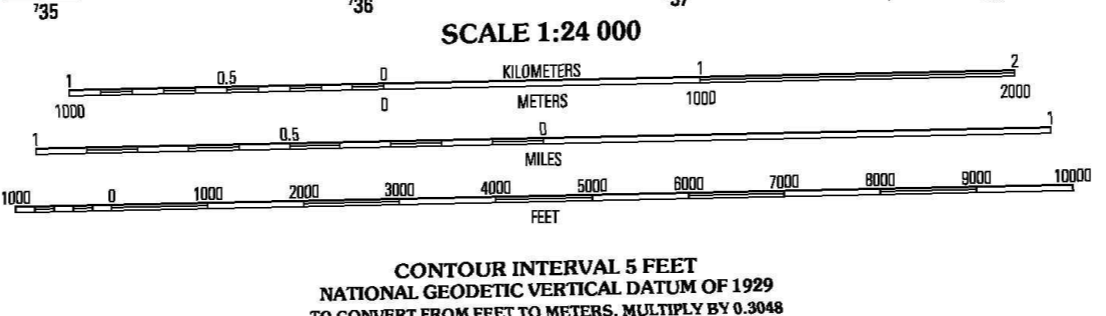 ⁷35 ⁷36 ⁷37
SCALE 1:24 000
1 0.5 0 KILOMETERS 1 2
1000 0 METERS 1000 2000
1 0.5 0 1
MILES
1000 0 1000 2000 3000 4000 5000 6000 7000 8000 9000 10000
FEET
CONTOUR INTERVAL 5 FEET
NATIONAL GEODETIC VERTICAL DATUM OF 1929
TO CONVERT FROM FEET TO METERS, MULTIPLY BY 0.3048